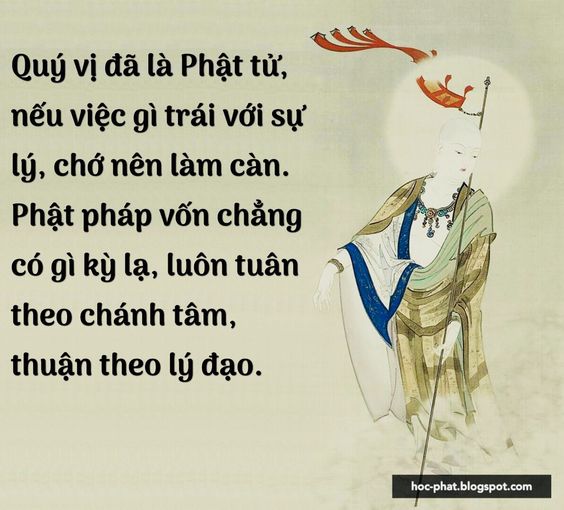 Quý vị đã là Phật tử,
nếu việc gì trái với sự
lý, chớ nên làm càn.
Phật pháp vốn chẳng
có gì kỳ lạ, luôn tuân
theo chánh tâm,
thuận theo lý đạo.
hoc-phat.blogspot.com